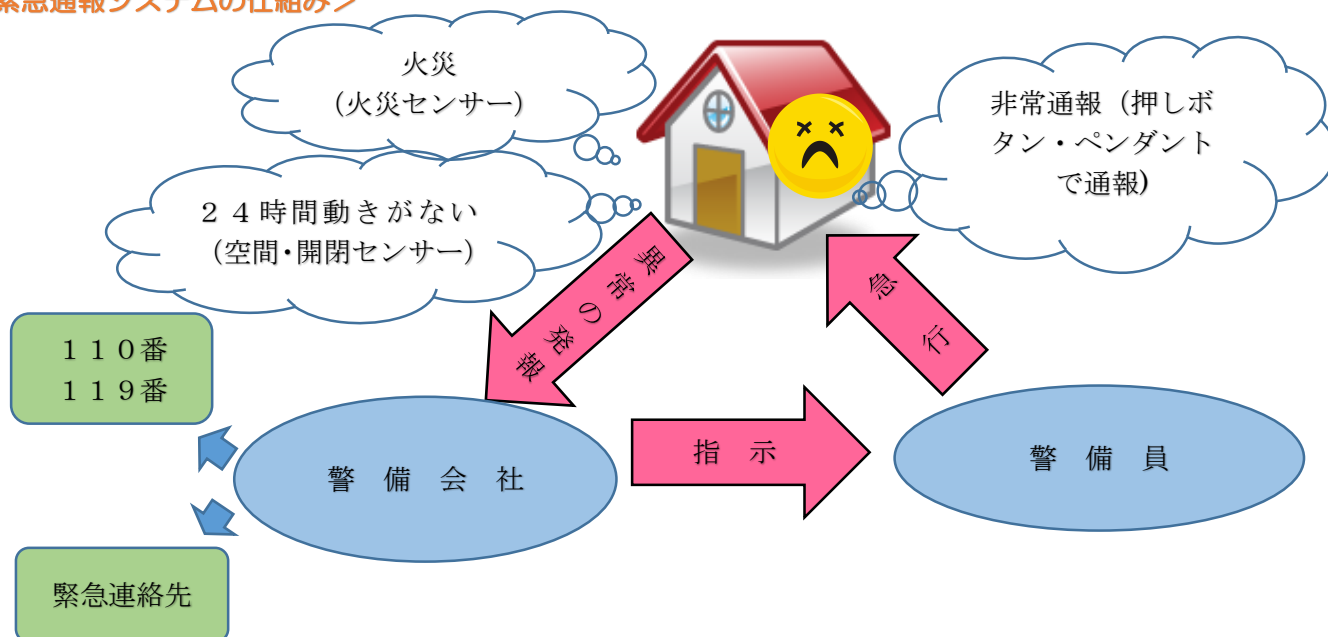 緊急通報システムの仕組み＞
火災
（火災センサー）
２４時間動きがない
（空間・開閉センサー）
非常通報（押しボ
タン・ペンダント
で通報)
異常の発報
急行
１１０番
１１９番
警備会社
指示
警備員
緊急連絡先